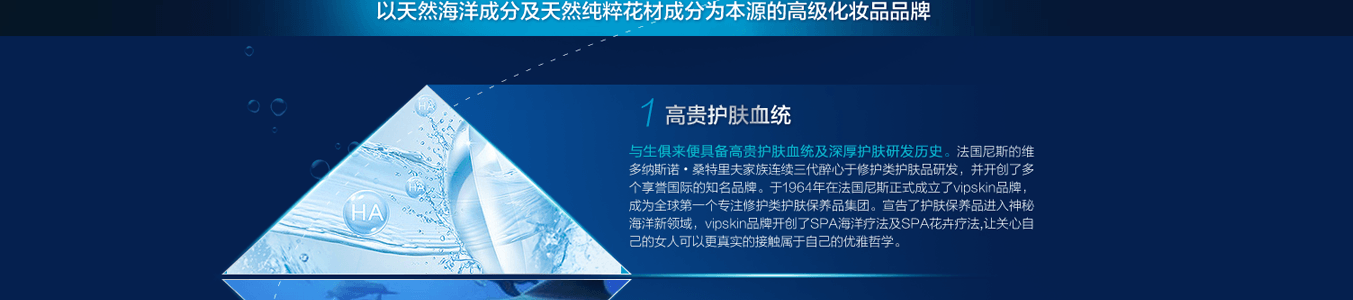 以天然海洋成分及天然纯粹花材成分为本源的高级化妆品品牌
HA
1 高贵护肤血统
与生俱来便具备高贵护肤血统及深厚护肤研发历史。法国尼斯的维
多纳斯诺·桑特里夫家族连续三代醉心于修护类护肤品研发，并开创了多
个享誉国际的知名品牌。于1964年在法国尼斯正式成立了vipskin品牌，
HA
成为全球第一个专注修护类护肤保养品集团。宣告了护肤保养品进入神秘
HA
海洋新领域，vipskin品牌开创了SPA海洋疗法及SPA花卉疗法,让关心自
己的女人可以更真实的接触属于自己的优雅哲学。